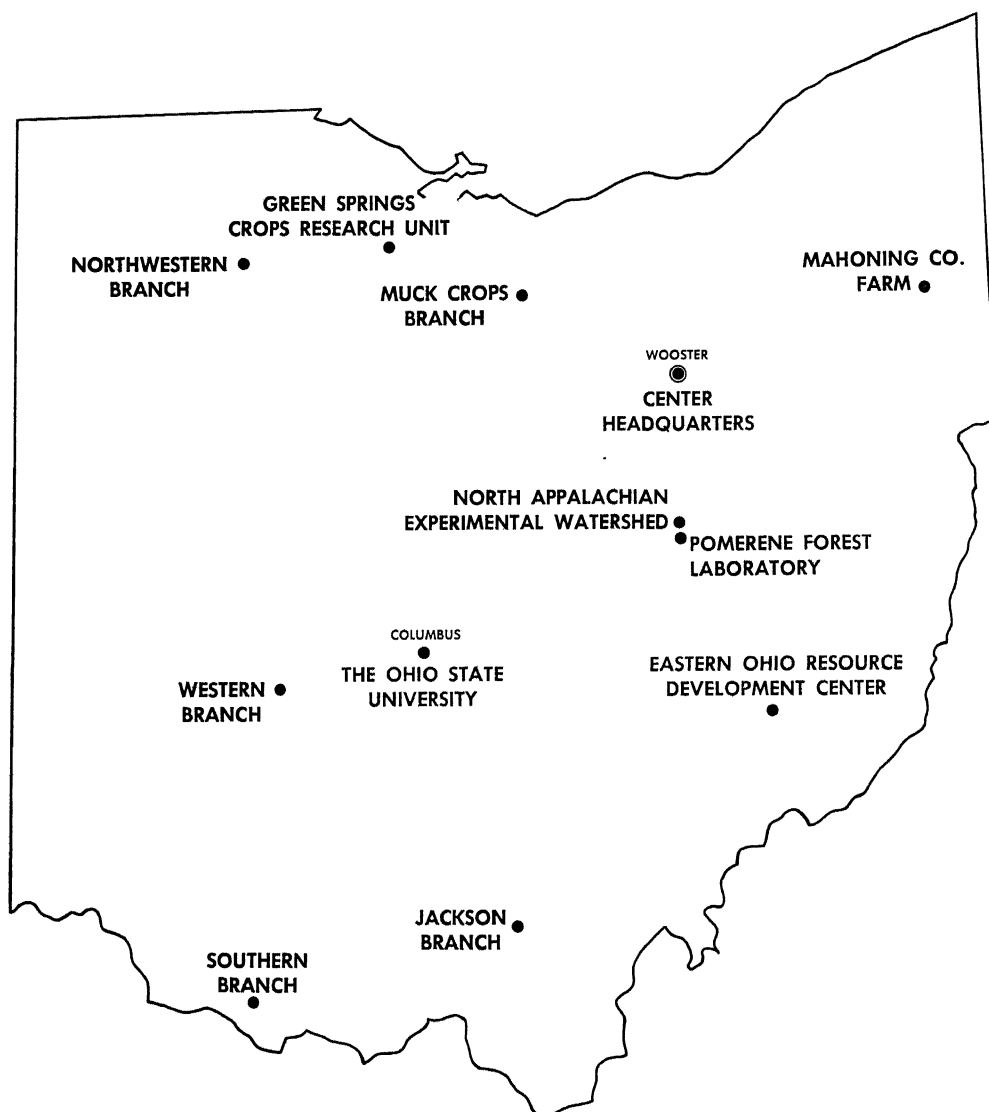 GREEN SPRINGS
CROPS RESEARCH UNIT
NORTHWESTERN
BRANCH
MUCK CROPS
BRANCH
MAHONING CO.
FARM
WOOSTER
CENTER
HEADQUARTERS
NORTH APPALACHIAN
EXPERIMENTAL WATERSHED
POMERENE FOREST
LABORATORY
COLUMBUS
THE OHIO STATE
UNIVERSITY
WESTERN
BRANCH
EASTERN OHIO RESOURCE
DEVELOPMENT CENTER
JACKSON
BRANCH
SOUTHERN
BRANCH